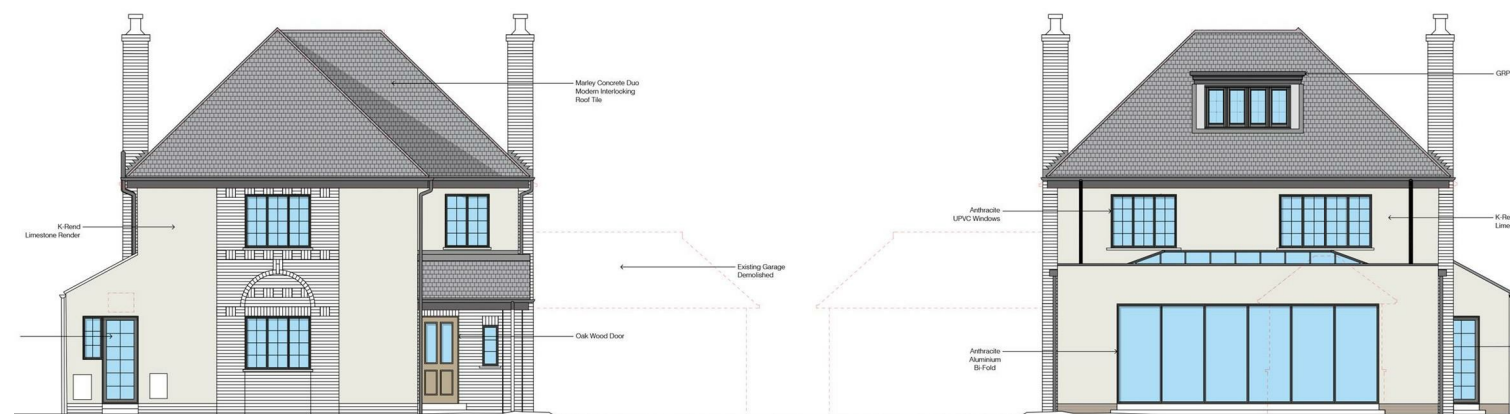 Marley Concrete Duo
Modern Interlocking
Roof Tile
K-Rend
Limestone Render
Existing Garage
Demolished
Oak Wood Door
GRP
Anthracite
UPVC Windows
K-Re
Lime
Anthracite
Aluminium
Bi-Fold